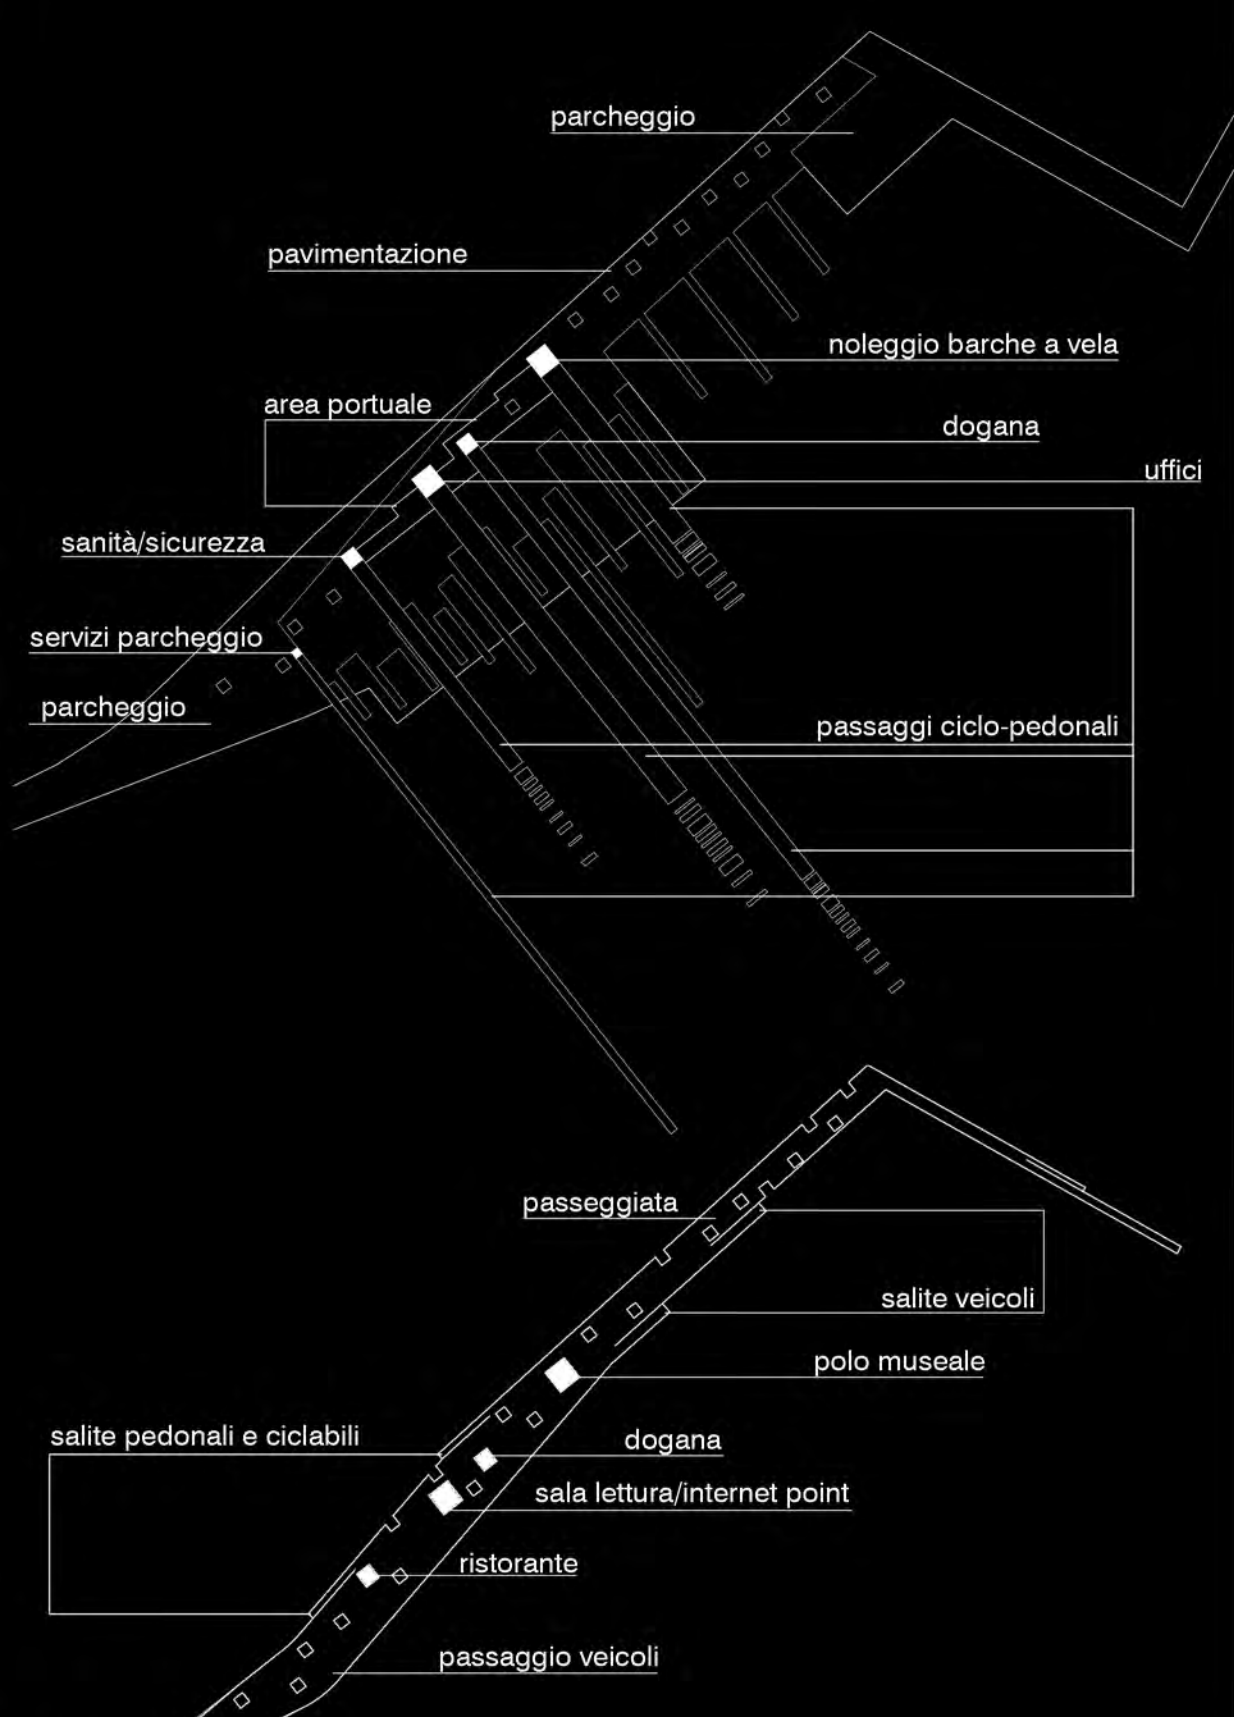 parcheggio
pavimentazione
noleggio barche a vela
area portuale
dogana
uffici
sanità/sicurezza
servizi parcheggio
parcheggio
passaggi ciclo-pedonali
passeggiata
salite veicoli
polo museale
salite pedonali e ciclabili
dogana
sala lettura/internet point
ristorante
passaggio veicoli